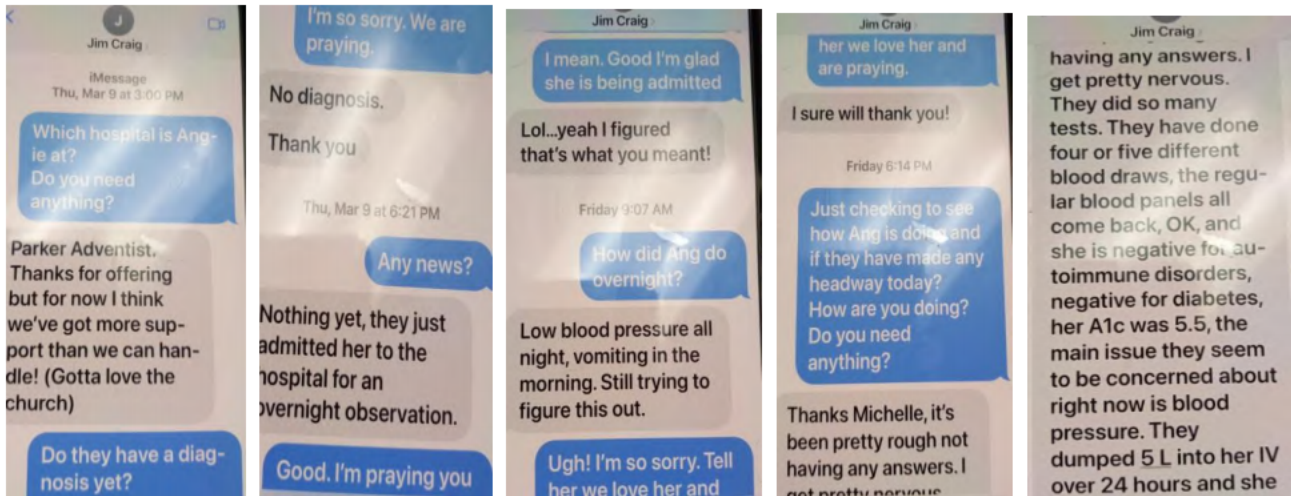 J
Jim Craig
iMessage
Thu, Mar 9 at 3:00 PM
Which hospital is Ang-
ie at?
Do you need
anything?
Parker Adventist.
Thanks for offering
but for now I think
we've got more sup-
port than we can han-
dle! (Gotta love the
church)
Do they have a diag-
nosis yet?
I'm so sorry. We are
praying.
No diagnosis.
Thank you
Thu, Mar 9 at 6:21 PM
Any news?
Nothing yet, they just
admitted her to the
hospital for an
overnight observation.
Good. I'm praying you
Jim Craig
I mean. Good I'm glad
she is being admitted
Lol...yeah I figured
that's what you meant!
Friday 9:07 AM
How did Ang do
overnight?
Low blood pressure all
night, vomiting in the
morning. Still trying to
figure this out.
Ugh! I'm so sorry. Tell
her we love her and
Jim Craig
her we love her and
are praying.
I sure will thank you!
Friday 6:14 PM
Just checking to see
how Ang is doing and
if they have made any
headway today?
How are you doing?
Do you need
anything?
Thanks Michelle, it's
been pretty rough not
having any answers. I
get pretty nervous.
Jim Craig
having any answers. I
get pretty nervous.
They did so many
tests. They have done
four or five different
blood draws, the regu-
lar blood panels all
come back, OK, and
she is negative for au-
toimmune disorders,
negative for diabetes,
her A1c was 5.5, the
main issue they seem
to be concerned about
right now is blood
pressure. They
dumped 5 L into her IV
over 24 hours and she